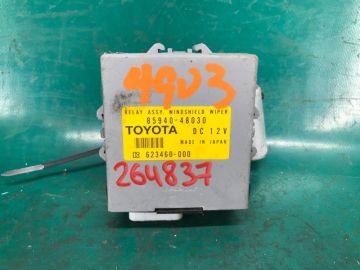 4903
RELAY ASSY, WINDSHIELD WIPER
85940-48030
TOYOTA DC 12V
MADE IN JAPAN
623460-000
264837